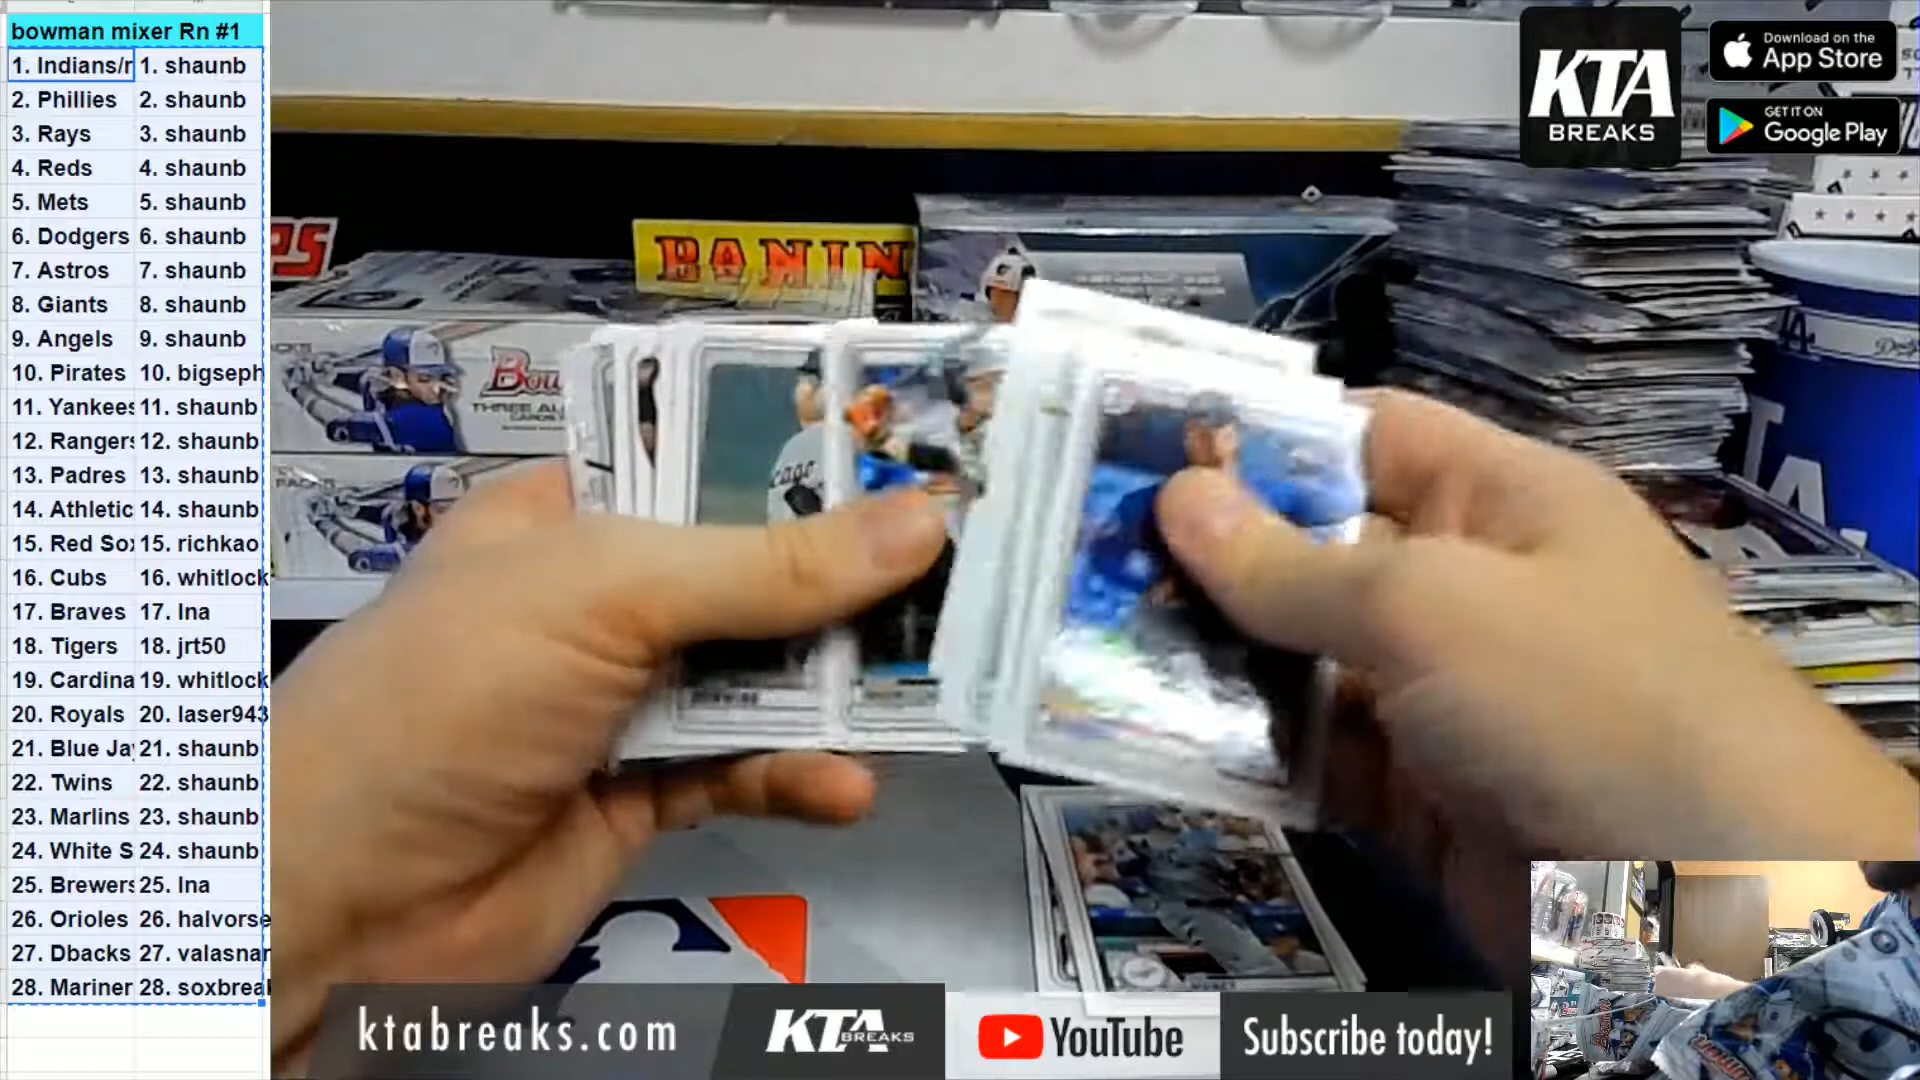 bowman mixer Rn #1
1. Indians/r 1. shaunb
2. Phillies 2. shaunb
3. Rays 3. shaunb
4. Reds 4. shaunb
5. Mets 5. shaunb
6. Dodgers 6. shaunb
7. Astros 7. shaunb
8. Giants 8. shaunb
9. Angels 9. shaunb
10. Pirates 10. bigseph
11. Yankees 11. shaunb
12. Rangers 12. shaunb
13. Padres 13. shaunb
14. Athletic 14. shaunb
15. Red Sox 15. richkao
16. Cubs 16. whitlock
17. Braves 17. lna
18. Tigers 18. jrt50
19. Cardina 19. whitlock
20. Royals 20. laser943
21. Blue Ja 21. shaunb
22. Twins 22. shaunb
23. Marlins 23. shaunb
24. White S 24. shaunb
25. Brewers 25. lna
26. Orioles 26. halvorse
27. Dbacks 27. valasnar
28. Mariner 28. soxbreak
KTA
BREAKS
Download on the
App Store
GET IT ON
Google Play
PANIN
Bow
ktabreaks.com
KTA BREAKS
YouTube
Subscribe today!